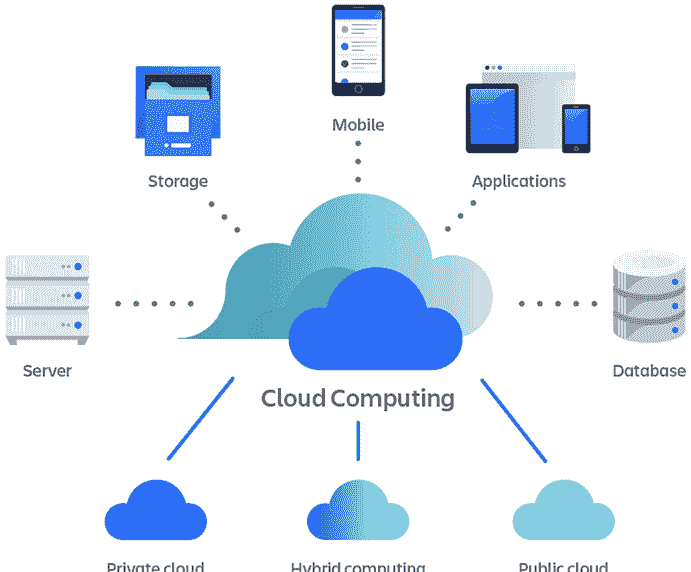 Mobile
Storage
Applications
Server
Database
Cloud Computing
Private cloud
Hybrid computing
Public cloud